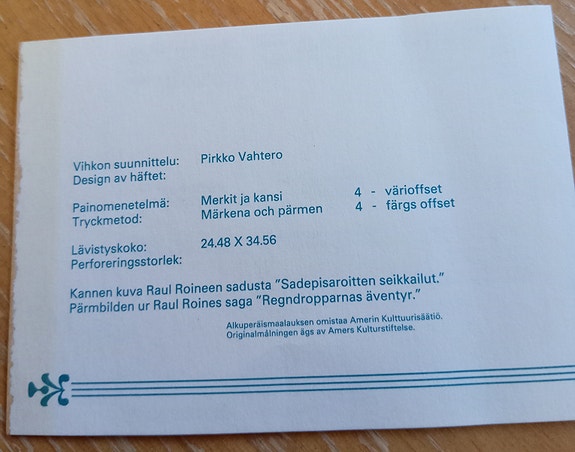 Vihkon suunnittelu: Pirkko Vahtero
Design av häftet:
Painomenetelmä: Merkit ja kansi 4 - värioffset
Tryckmetod: Märkena och pärmen 4 - färgs offset
Lävistyskoko: 24.48 X 34.56
Perforeringsstorlek:
Kannen kuva Raul Roineen sadusta "Sadepisaroitten seikkailut."
Pärmbilden ur Raul Roines saga "Regndropparnas äventyr."
Alkuperäismaalauksen omistaa Amerin Kulttuurisäätiö.
Originalmålningen ägs av Amers Kulturstiftelse.